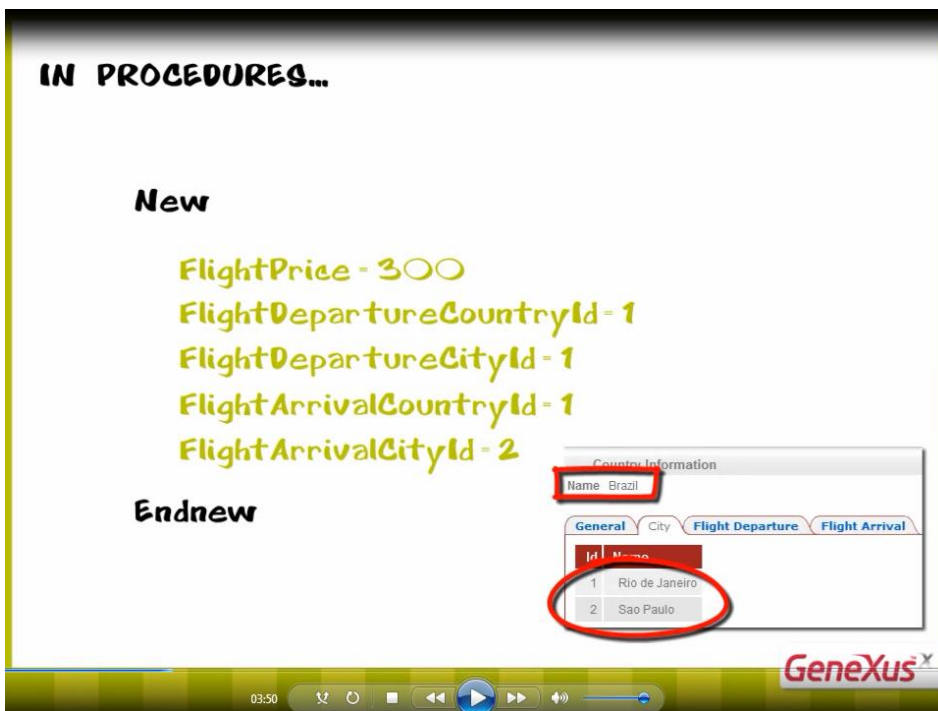 IN PROCEDURES...
New
FlightPrice = 300
FlightDepartureCountryId = 1
FlightDepartureCityId = 1
FlightArrivalCountryId = 1
FlightArrivalCityId = 2
Endnew
Country Information
Name Brazil
General City Flight Departure Flight Arrival
Id Name
1 Rio de Janeiro
2 Sao Paulo
GeneXus X
03:50